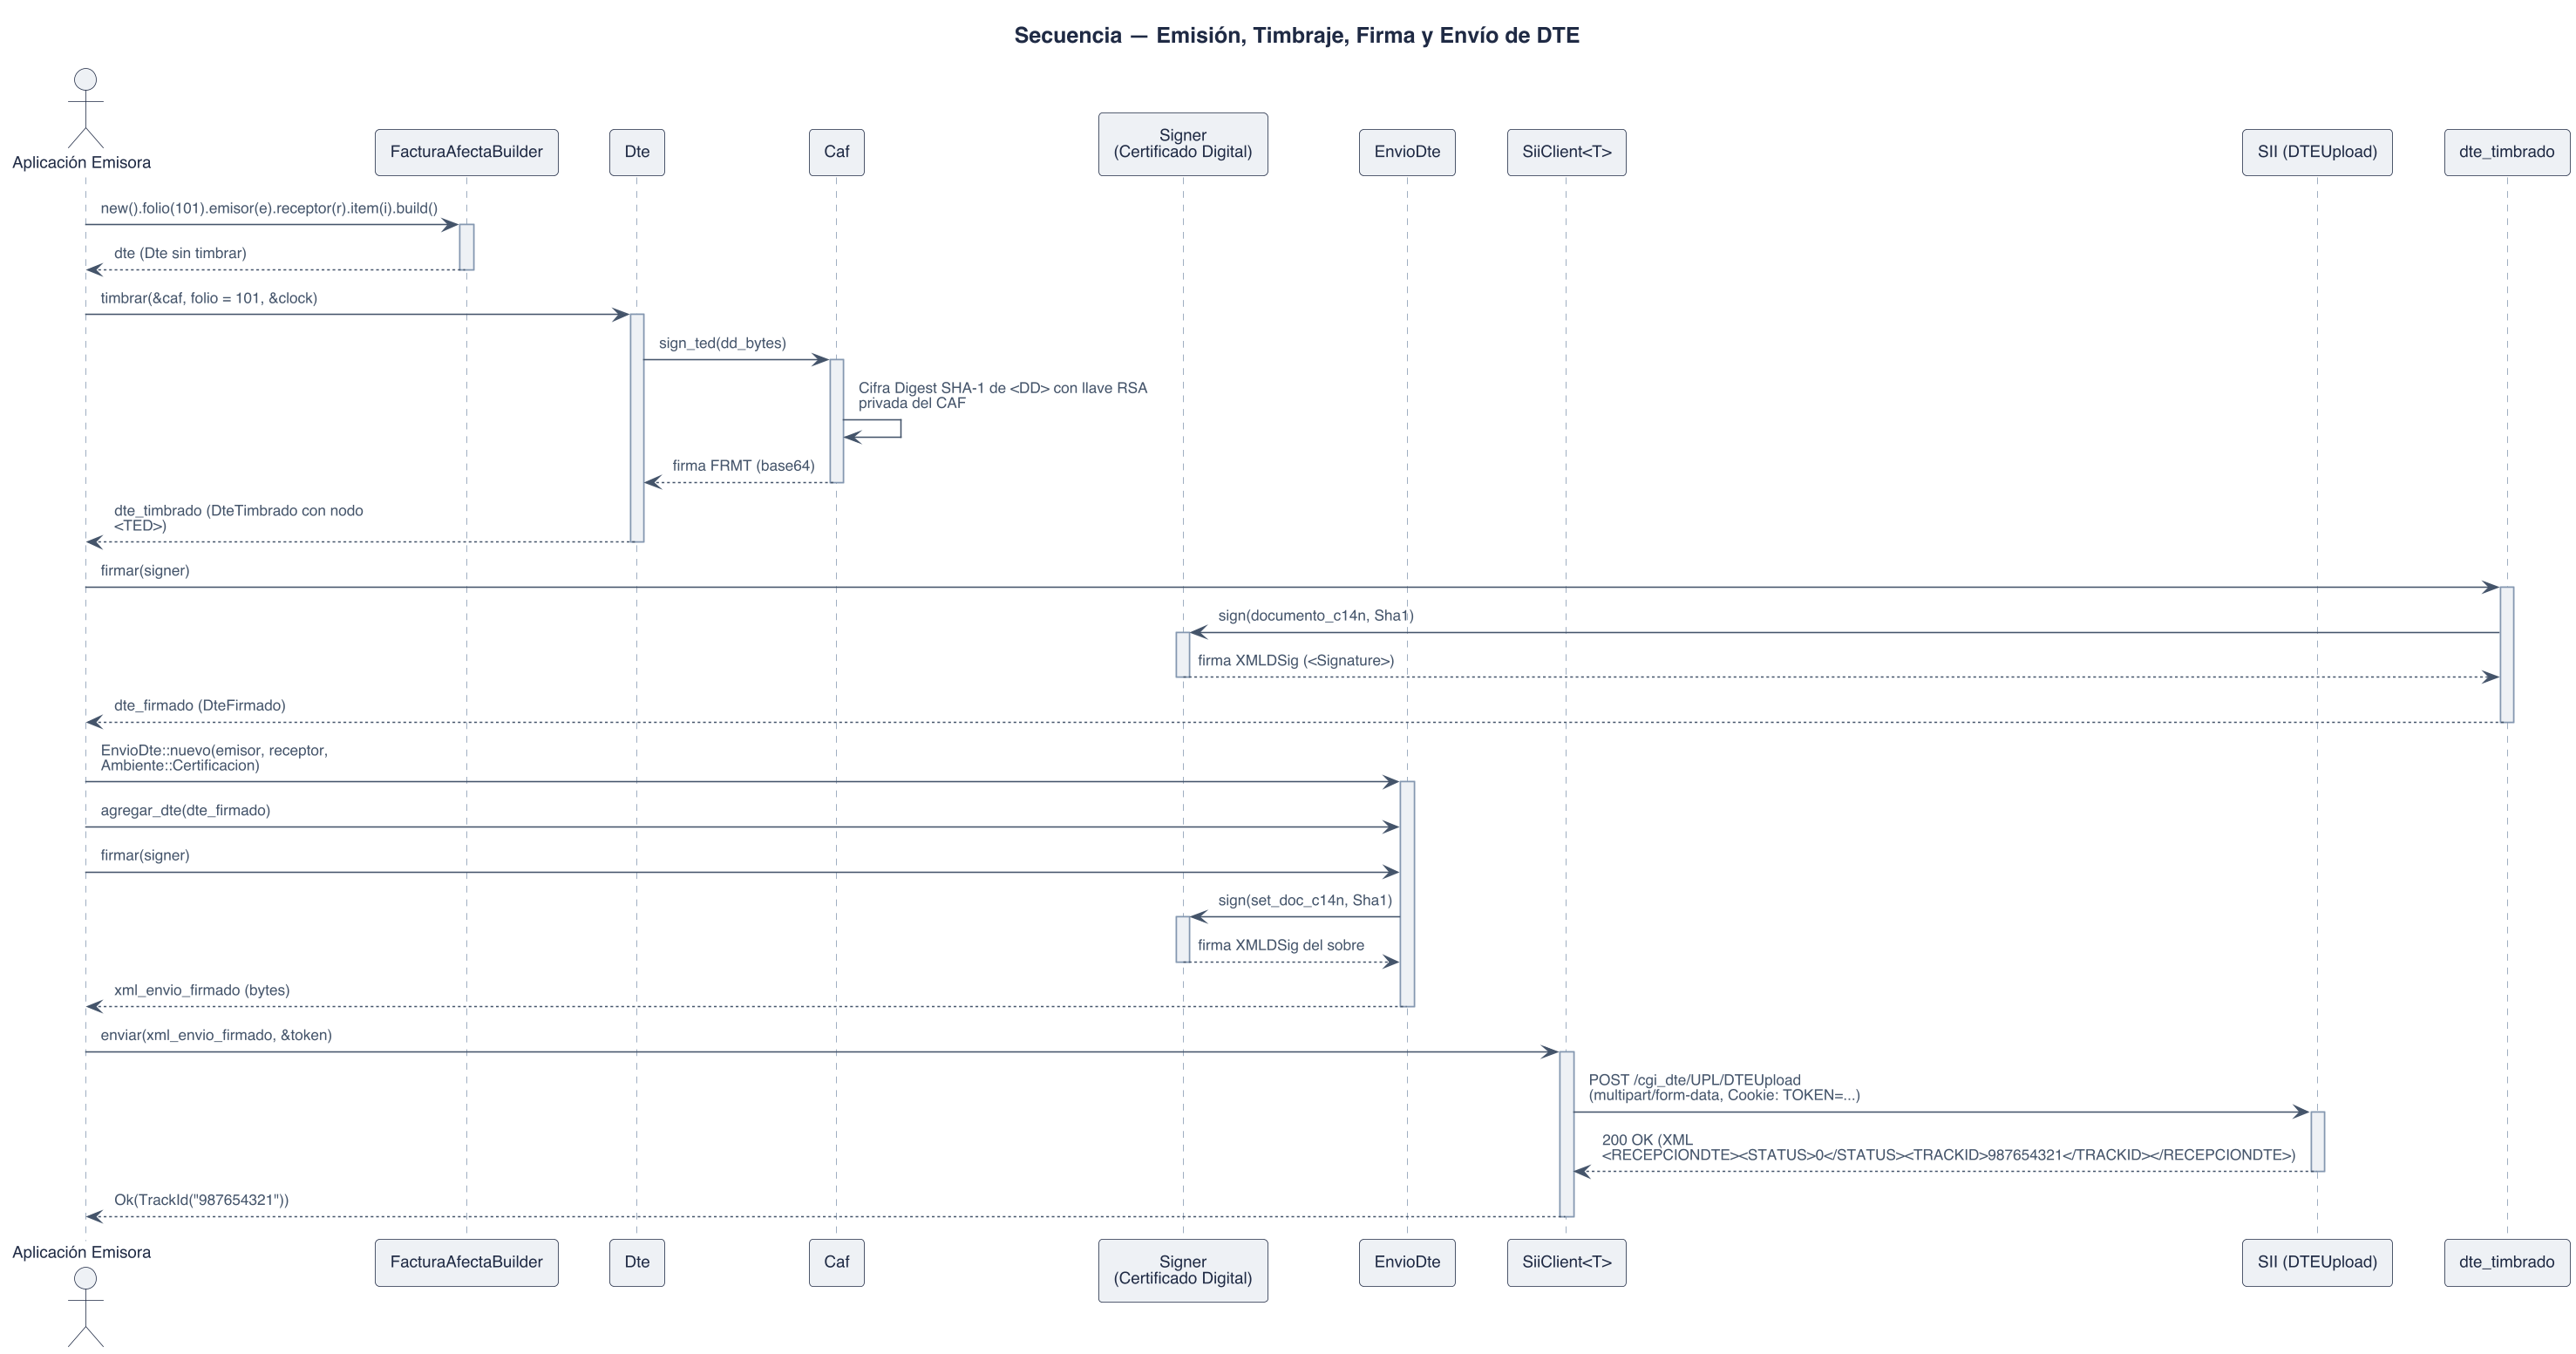 Secuencia — Emisión, Timbraje, Firma y Envío de DTE
Aplicación Emisora
FacturaAfectaBuilder
Dte
Caf
Signer
(Certificado Digital)
EnvioDte
SiiClient<T>
SII (DTEUpload)
dte_timbrado
new().folio(101).emisor(e).receptor(r).item(i).build()
dte (Dte sin timbrar)
timbrar(&caf, folio = 101, &clock)
sign_ted(dd_bytes)
Cifra Digest SHA-1 de <DD> con llave RSA
privada del CAF
firma FRMT (base64)
dte_timbrado (DteTimbrado con nodo
<TED>)
firmar(signer)
sign(documento_c14n, Sha1)
firma XMLDSig (<Signature>)
dte_firmado (DteFirmado)
EnvioDte::nuevo(emisor, receptor,
Ambiente::Certificacion)
agregar_dte(dte_firmado)
firmar(signer)
sign(set_doc_c14n, Sha1)
firma XMLDSig del sobre
xml_envio_firmado (bytes)
enviar(xml_envio_firmado, &token)
POST /cgi_dte/UPL/DTEUpload
(multipart/form-data, Cookie: TOKEN=...)
200 OK (XML
<RECEPCIONDTE><STATUS>0</STATUS><TRACKID>987654321</TRACKID></RECEPCIONDTE>)
Ok(TrackId("987654321"))
Aplicación Emisora
FacturaAfectaBuilder
Dte
Caf
Signer
(Certificado Digital)
EnvioDte
SiiClient<T>
SII (DTEUpload)
dte_timbrado